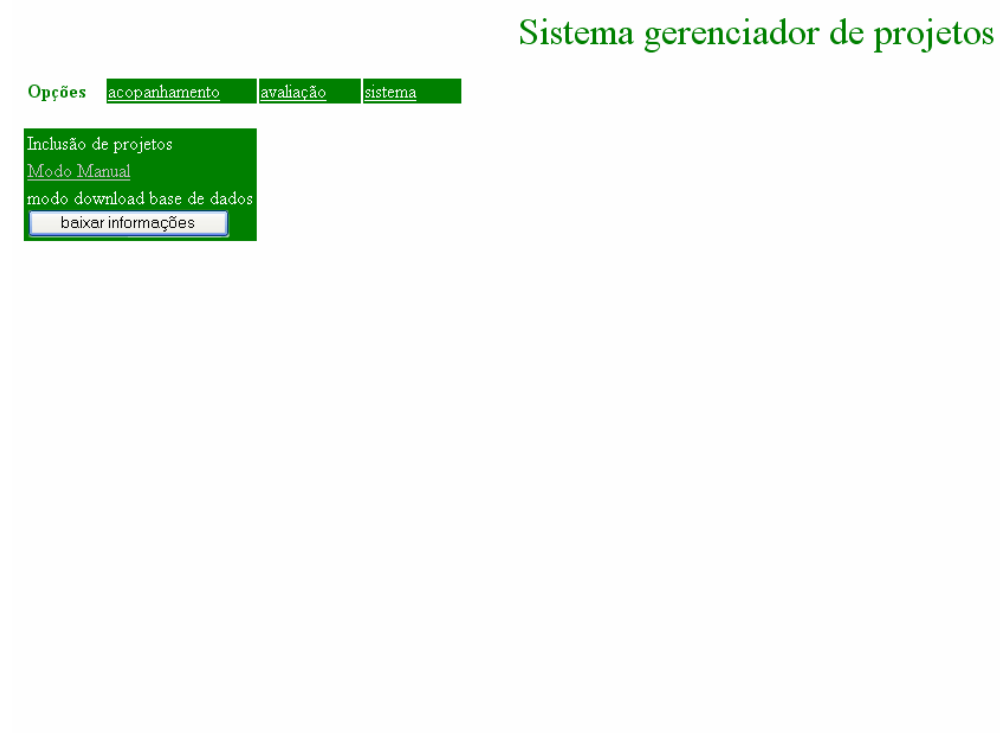 Sistema gerenciador de projetos
Opções acopanhamento avaliação sistema
Inclusão de projetos
Modo Manual
modo download base de dados
baixar informações